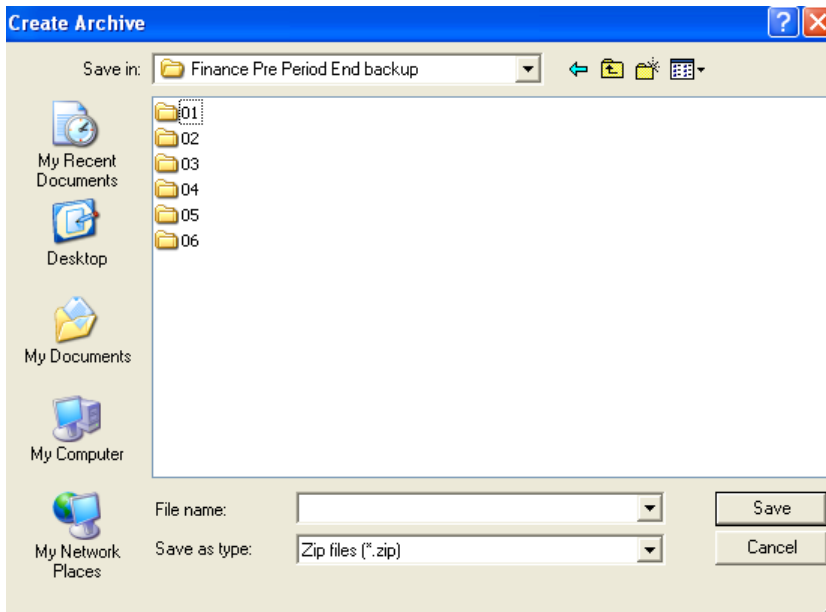 Create Archive
Save in: Finance Pre Period End backup
01
02
03
04
05
06
My Recent
Documents
Desktop
My Documents
My Computer
My Network
Places
File name:
Save
Save as type: Zip files (*.zip)
Cancel